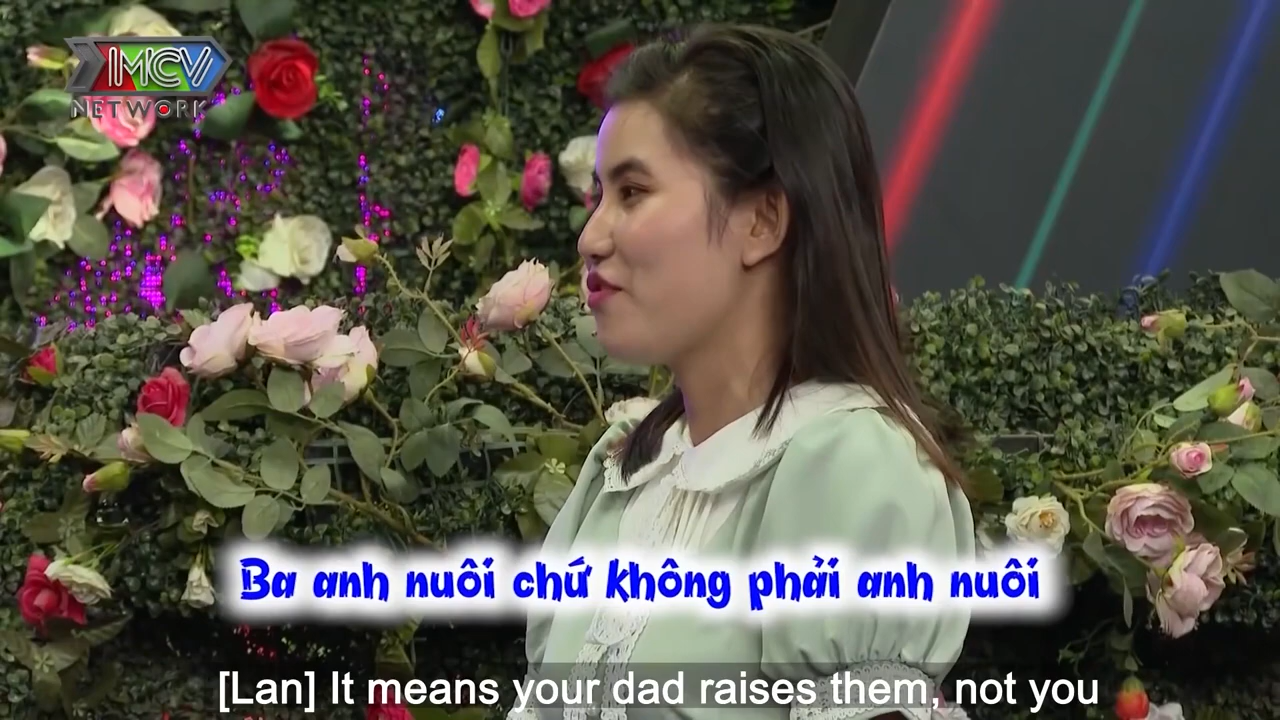 MCV
NETWORK
Ba anh nuôi chứ không phải anh nuôi
[Lan] It means your dad raises them, not you